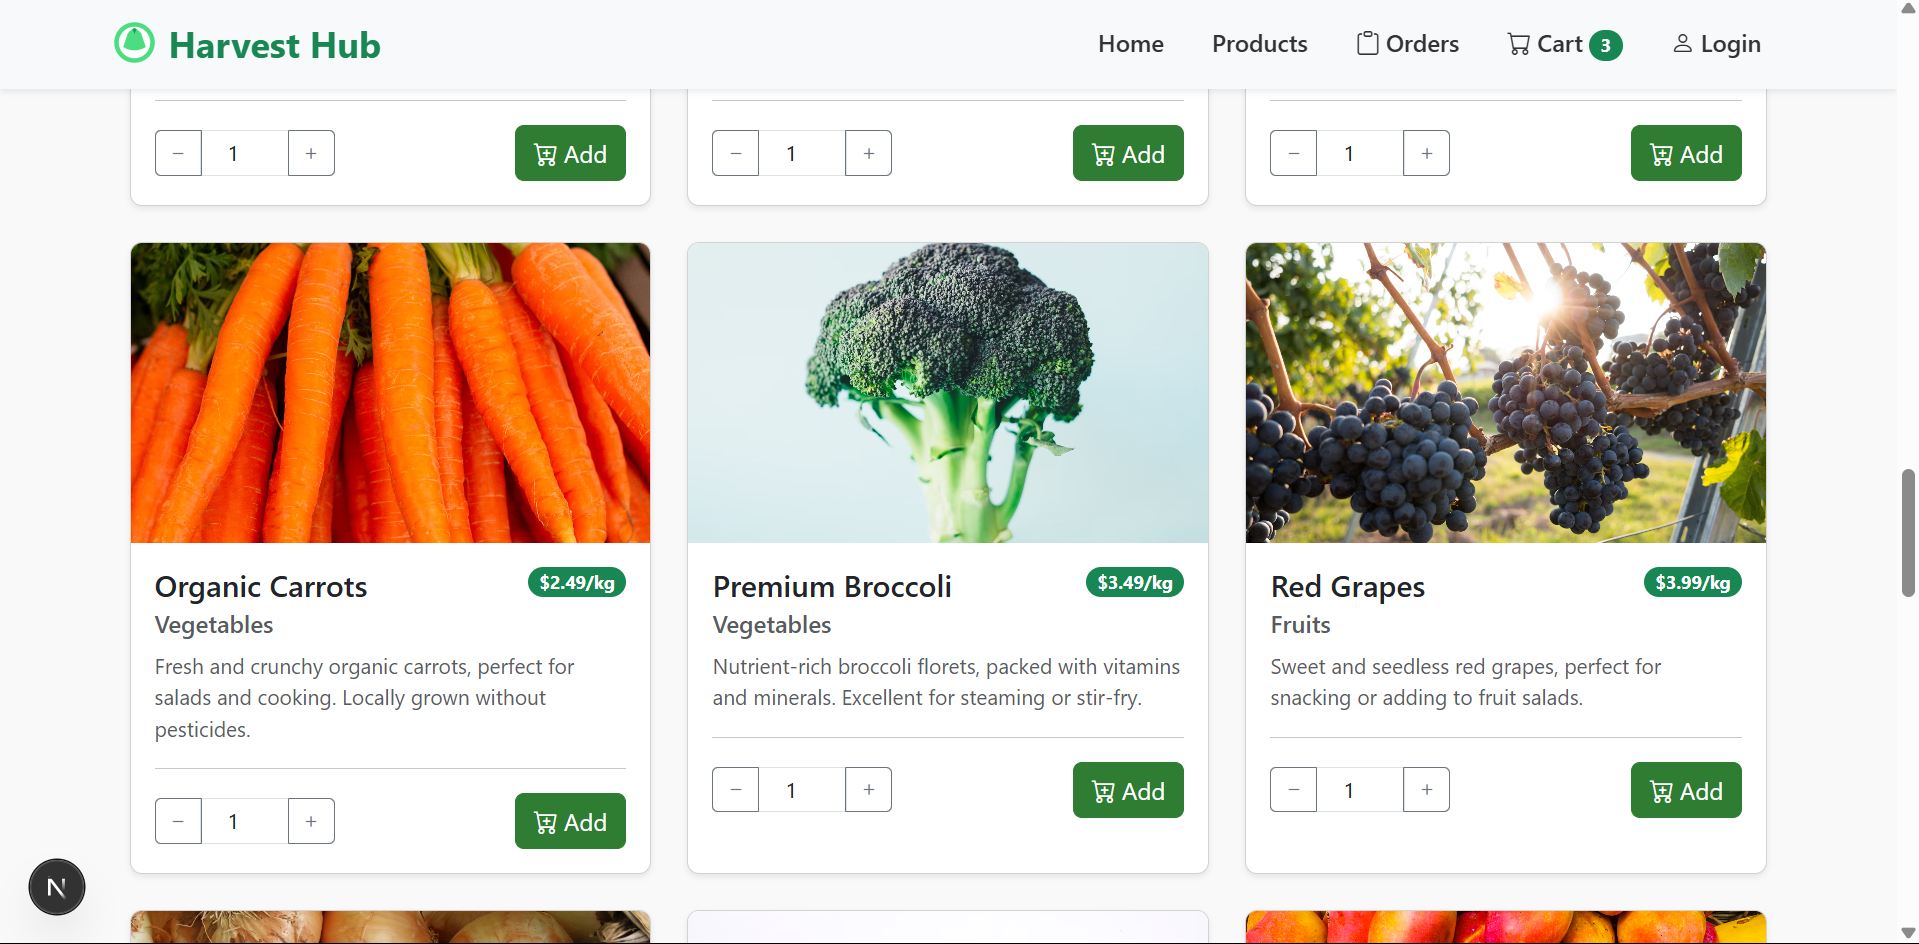 Harvest Hub
Home Products Orders Cart 3 Login
− 1 + Add
− 1 + Add
− 1 + Add
Organic Carrots $2.49/kg
Vegetables
Fresh and crunchy organic carrots, perfect for
salads and cooking. Locally grown without
pesticides.
− 1 + Add
Premium Broccoli $3.49/kg
Vegetables
Nutrient-rich broccoli florets, packed with vitamins
and minerals. Excellent for steaming or stir-fry.
− 1 + Add
Red Grapes $3.99/kg
Fruits
Sweet and seedless red grapes, perfect for
snacking or adding to fruit salads.
− 1 + Add
N